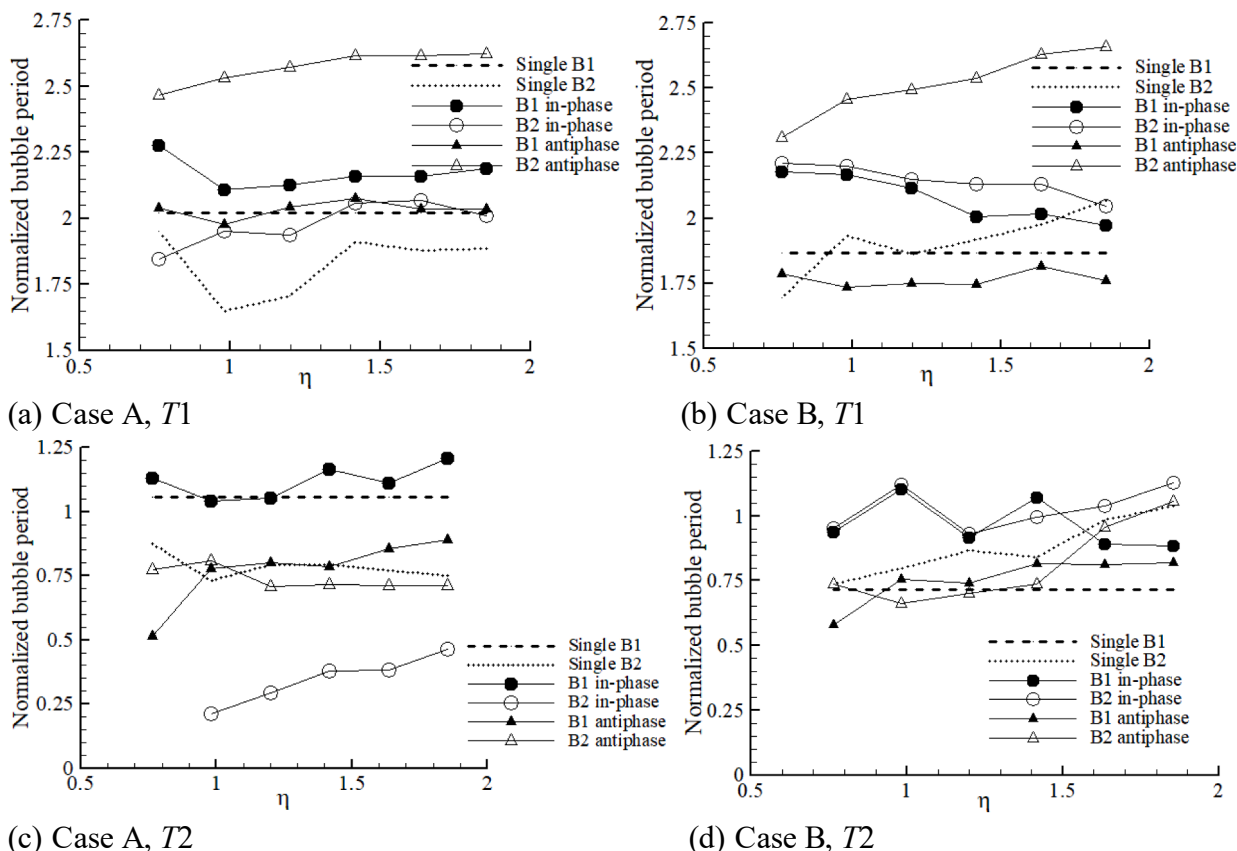 2.75
2.5
2.25
2
1.75
1.5
Normalized bubble period
0.5
1
1.5
2
η
Single B1
Single B2
B1 in-phase
B2 in-phase
B1 antiphase
B2 antiphase
(a) Case A, T1
2.75
2.5
2.25
2
1.75
1.5
Normalized bubble period
0.5
1
1.5
2
η
Single B1
Single B2
B1 in-phase
B2 in-phase
B1 antiphase
B2 antiphase
(b) Case B, T1
1.25
1
0.75
0.5
0.25
0
Normalized bubble period
0.5
1
1.5
2
η
Single B1
Single B2
B1 in-phase
B2 in-phase
B1 antiphase
B2 antiphase
(c) Case A, T2
1.25
1
0.75
0.5
0.25
0
Normalized bubble period
0.5
1
1.5
2
η
Single B1
Single B2
B1 in-phase
B2 in-phase
B1 antiphase
B2 antiphase
(d) Case B, T2